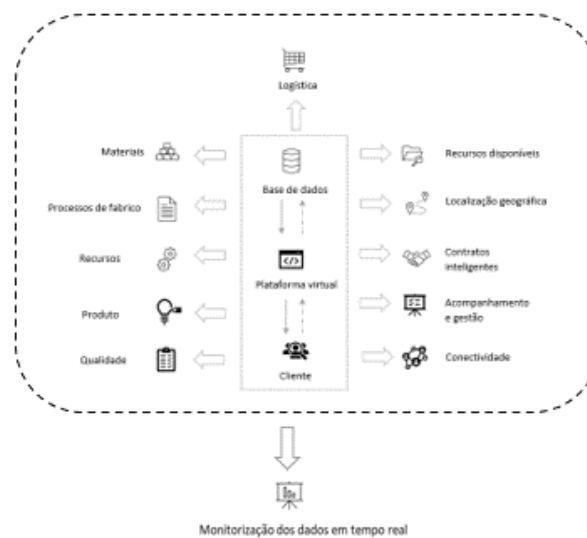 Logística
Materiais
Recursos disponíveis
Base de dados
Processos de fabrico
Localização geográfica
Recursos
Contratos
inteligentes
Plataforma virtual
Produto
Acompanhamento
e gestão
Qualidade
Conectividade
Cliente
Monitorização dos dados em tempo real